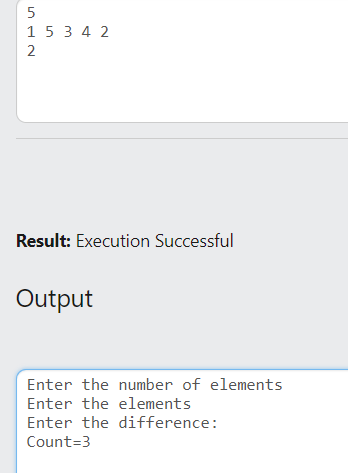 5
1 5 3 4 2
2
Result: Execution Successful
Output
Enter the number of elements
Enter the elements
Enter the difference:
Count=3